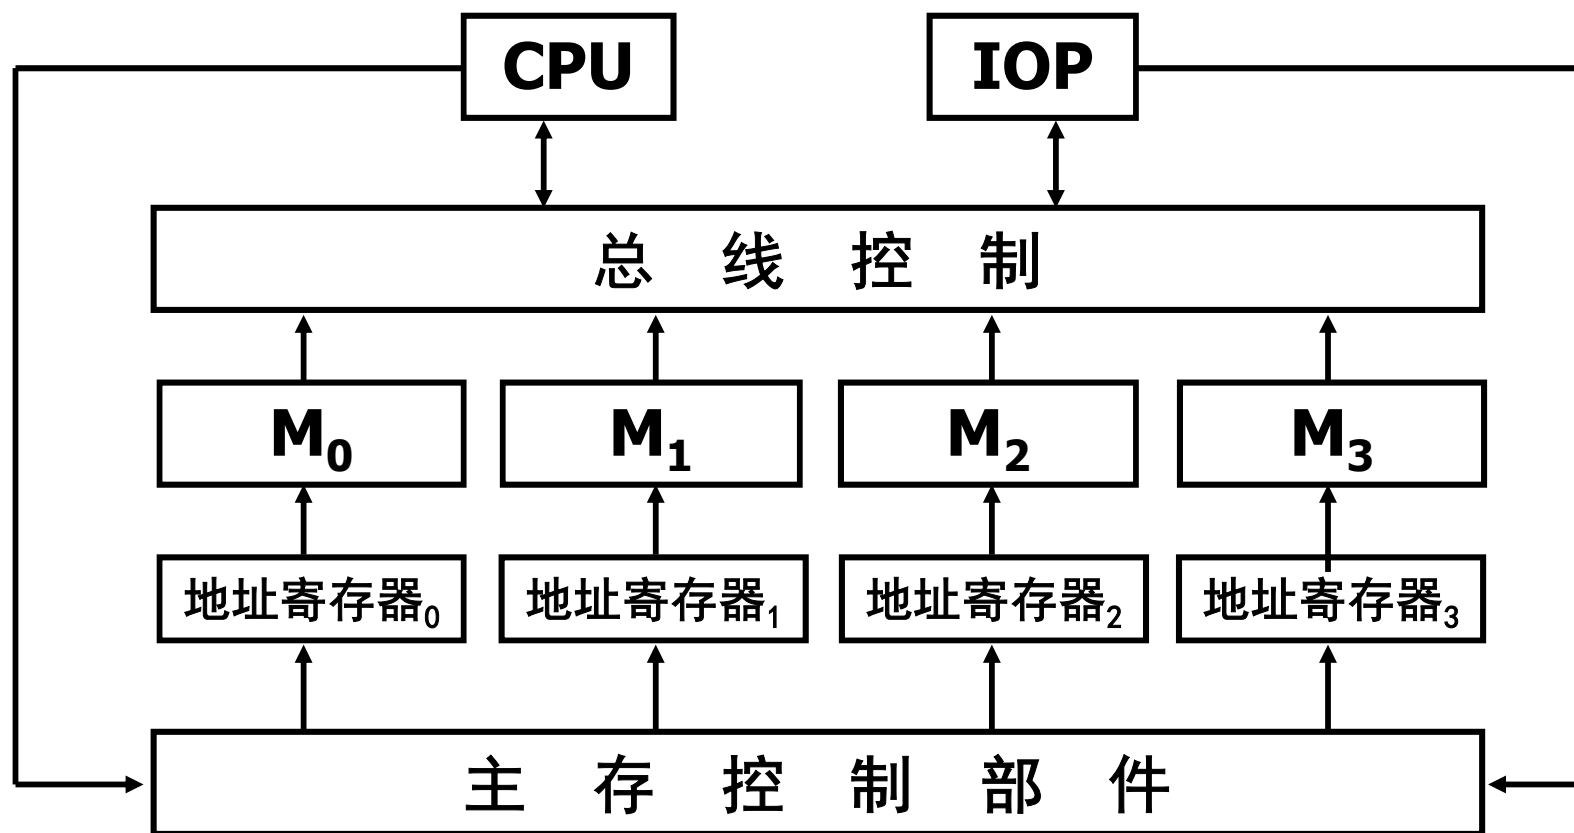 CPU IOP
总 线 控 制
M₀ M₁ M₂ M₃
地址寄存器₀ 地址寄存器₁ 地址寄存器₂ 地址寄存器₃
主 存 控 制 部 件